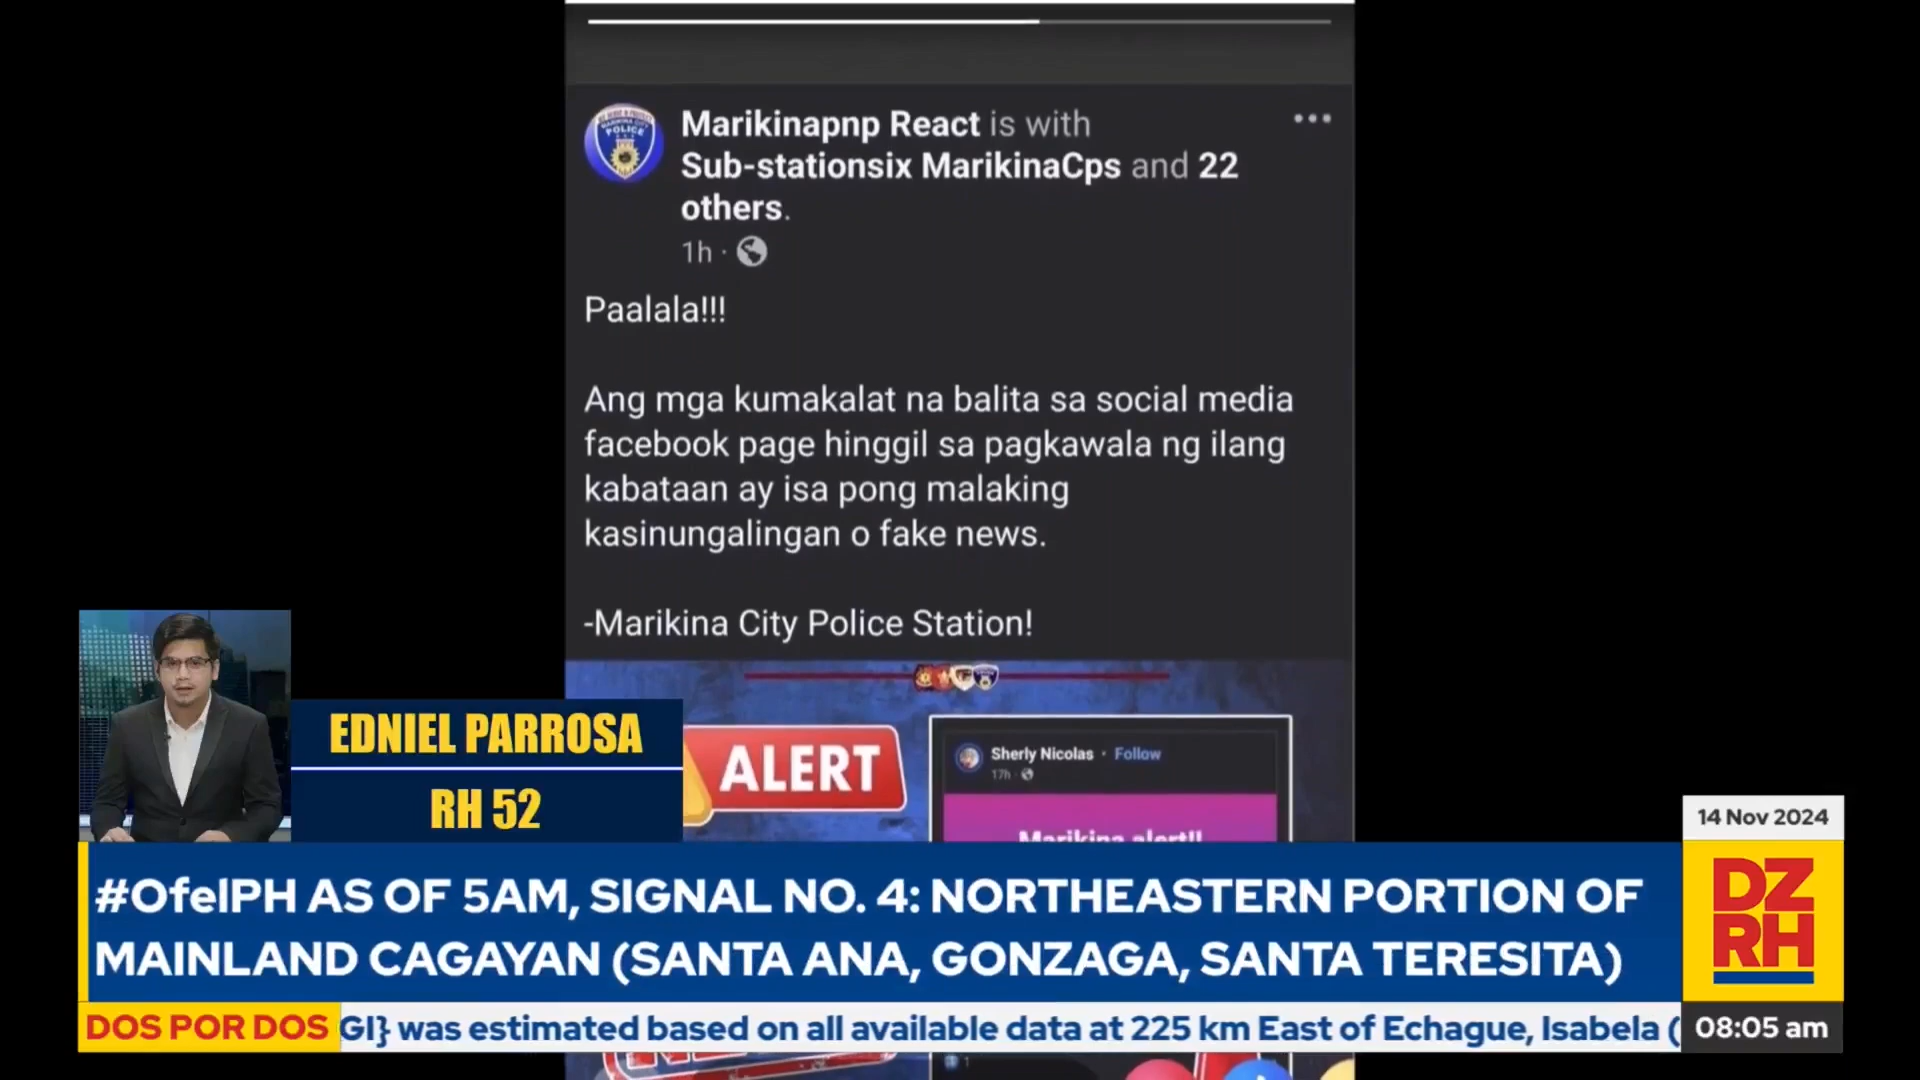 Marikinapnp React is with
Sub-stationsix MarikinaCps and 22
others.
1h ·
Paalala!!!
Ang mga kumakalat na balita sa social media
facebook page hinggil sa pagkawala ng ilang
kabataan ay isa pong malaking
kasinungalingan o fake news.
-Marikina City Police Station!
ALERT
Sherly Nicolas · Follow
17h ·
Marikina alert!!
EDNIEL PARROSA
RH 52
14 Nov 2024
#OfelPH AS OF 5AM, SIGNAL NO. 4: NORTHEASTERN PORTION OF
MAINLAND CAGAYAN (SANTA ANA, GONZAGA, SANTA TERESITA)
DZ
RH
DOS POR DOS
GI} was estimated based on all available data at 225 km East of Echague, Isabela (
08:05 am